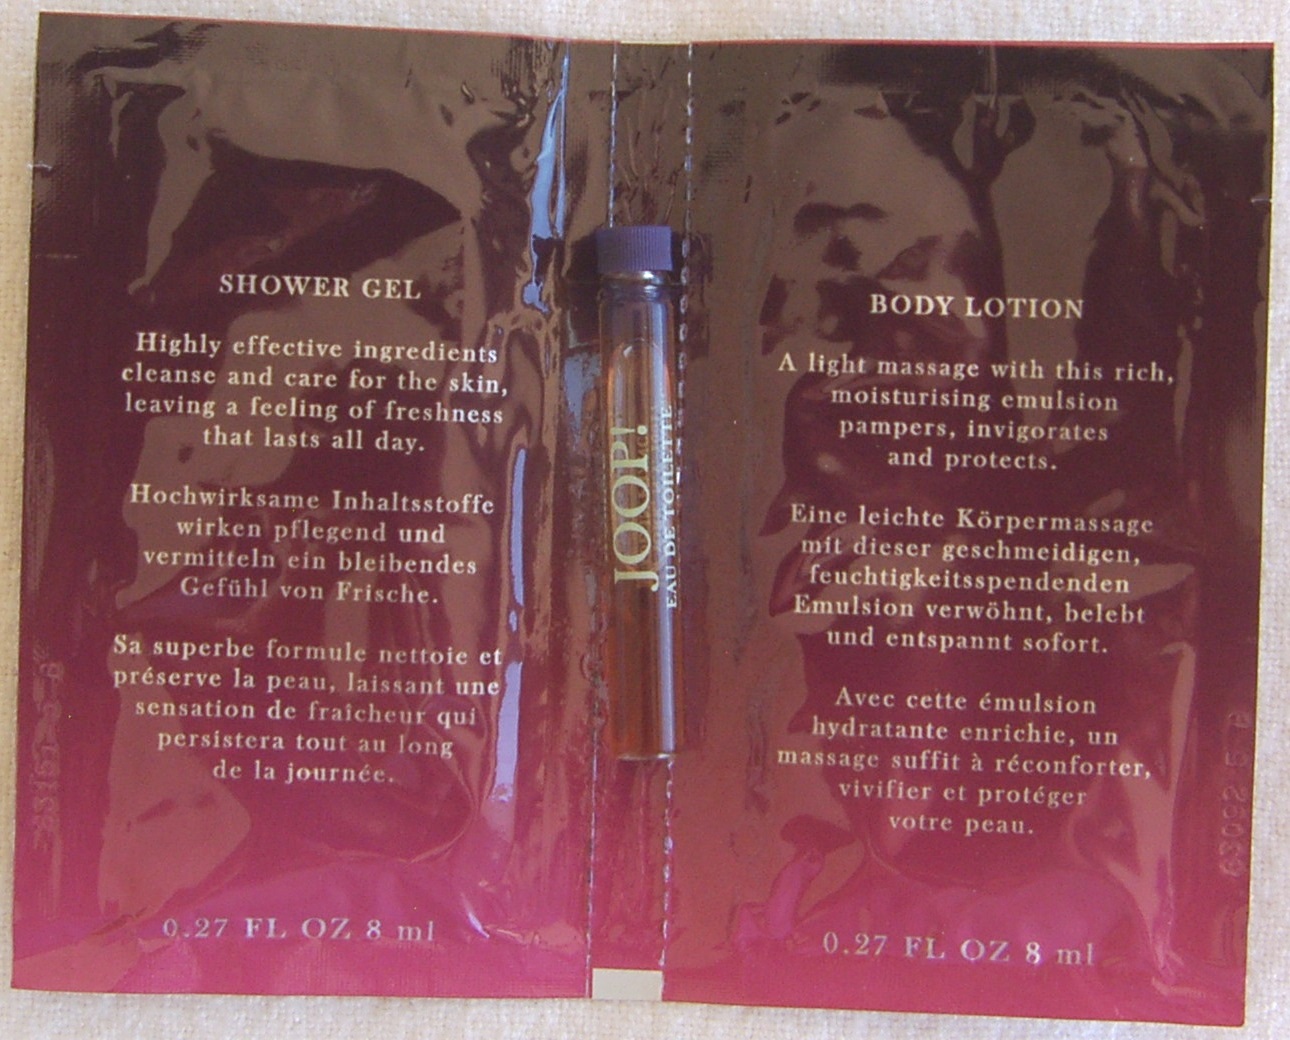 SHOWER GEL
Highly effective ingredients
cleanse and care for the skin,
leaving a feeling of freshness
that lasts all day.
Hochwirksame Inhaltsstoffe
wirken pflegend und
vermitteln ein bleibendes
Gefühl von Frische.
Sa superbe formule nettoie et
préserve la peau, laissant une
sensation de fraîcheur qui
persistera tout au long
de la journée.
0.27 FL OZ 8 ml
JOOP!
EAU DE TOILETTE
BODY LOTION
A light massage with this rich,
moisturising emulsion
pampers, invigorates
and protects.
Eine leichte Körpermassage
mit dieser geschmeidigen,
feuchtigkeitsspendenden
Emulsion verwöhnt, belebt
und entspannt sofort.
Avec cette émulsion
hydratante enrichie, un
massage suffit à réconforter,
vivifier et protéger
votre peau.
0.27 FL OZ 8 ml